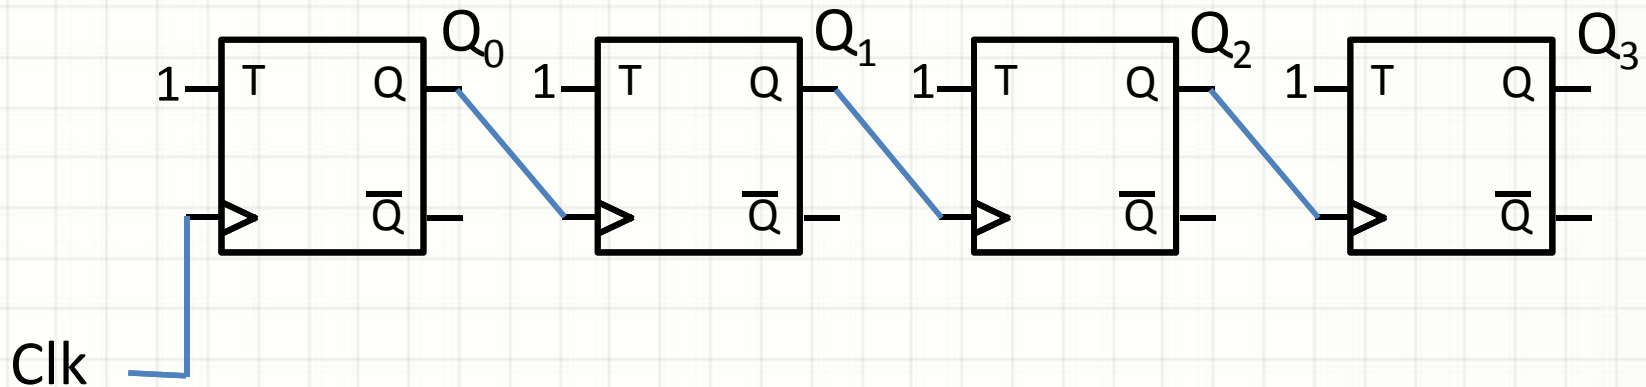 Q₀ Q₁ Q₂ Q₃
1 T Q 1 T Q 1 T Q 1 T Q
Q̅ Q̅ Q̅ Q̅
Clk